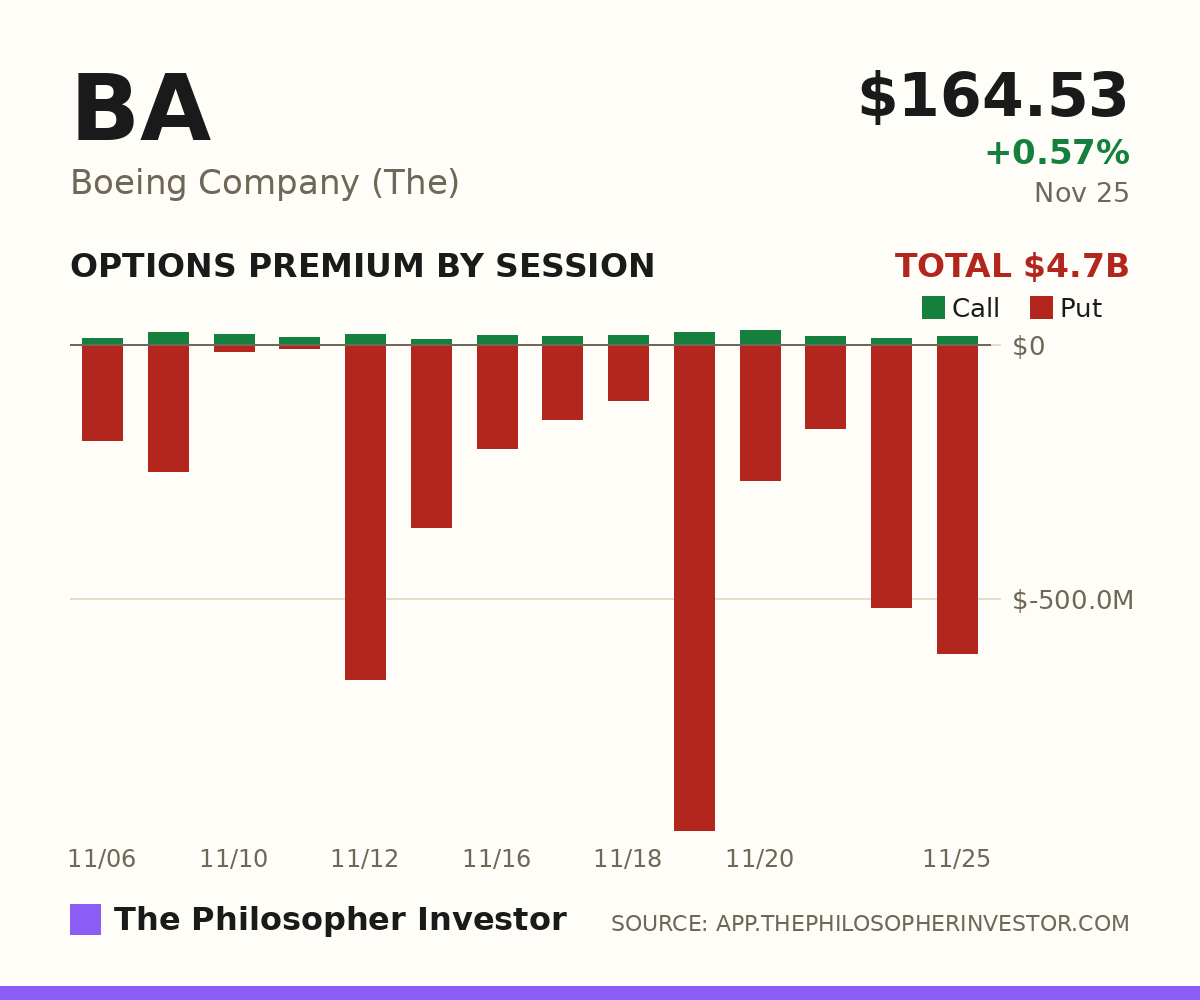 BA
$164.53
+0.57%
Boeing Company (The)
Nov 25
OPTIONS PREMIUM BY SESSION
TOTAL $4.7B
Call
Put
$0
$-500.0M
11/06
11/10
11/12
11/16
11/18
11/20
11/25
The Philosopher Investor
SOURCE: APP.THEPHILOSOPHERINVESTOR.COM